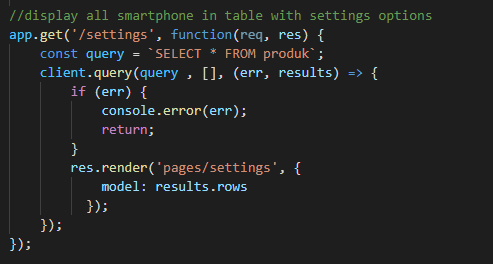 //display all smartphone in table with settings options
app.get('/settings', function(req, res) {
    const query = `SELECT * FROM produk`;
    client.query(query , [], (err, results) => {
        if (err) {
            console.error(err);
            return;
        }
        res.render('pages/settings', {
            model: results.rows
          });
    });
});